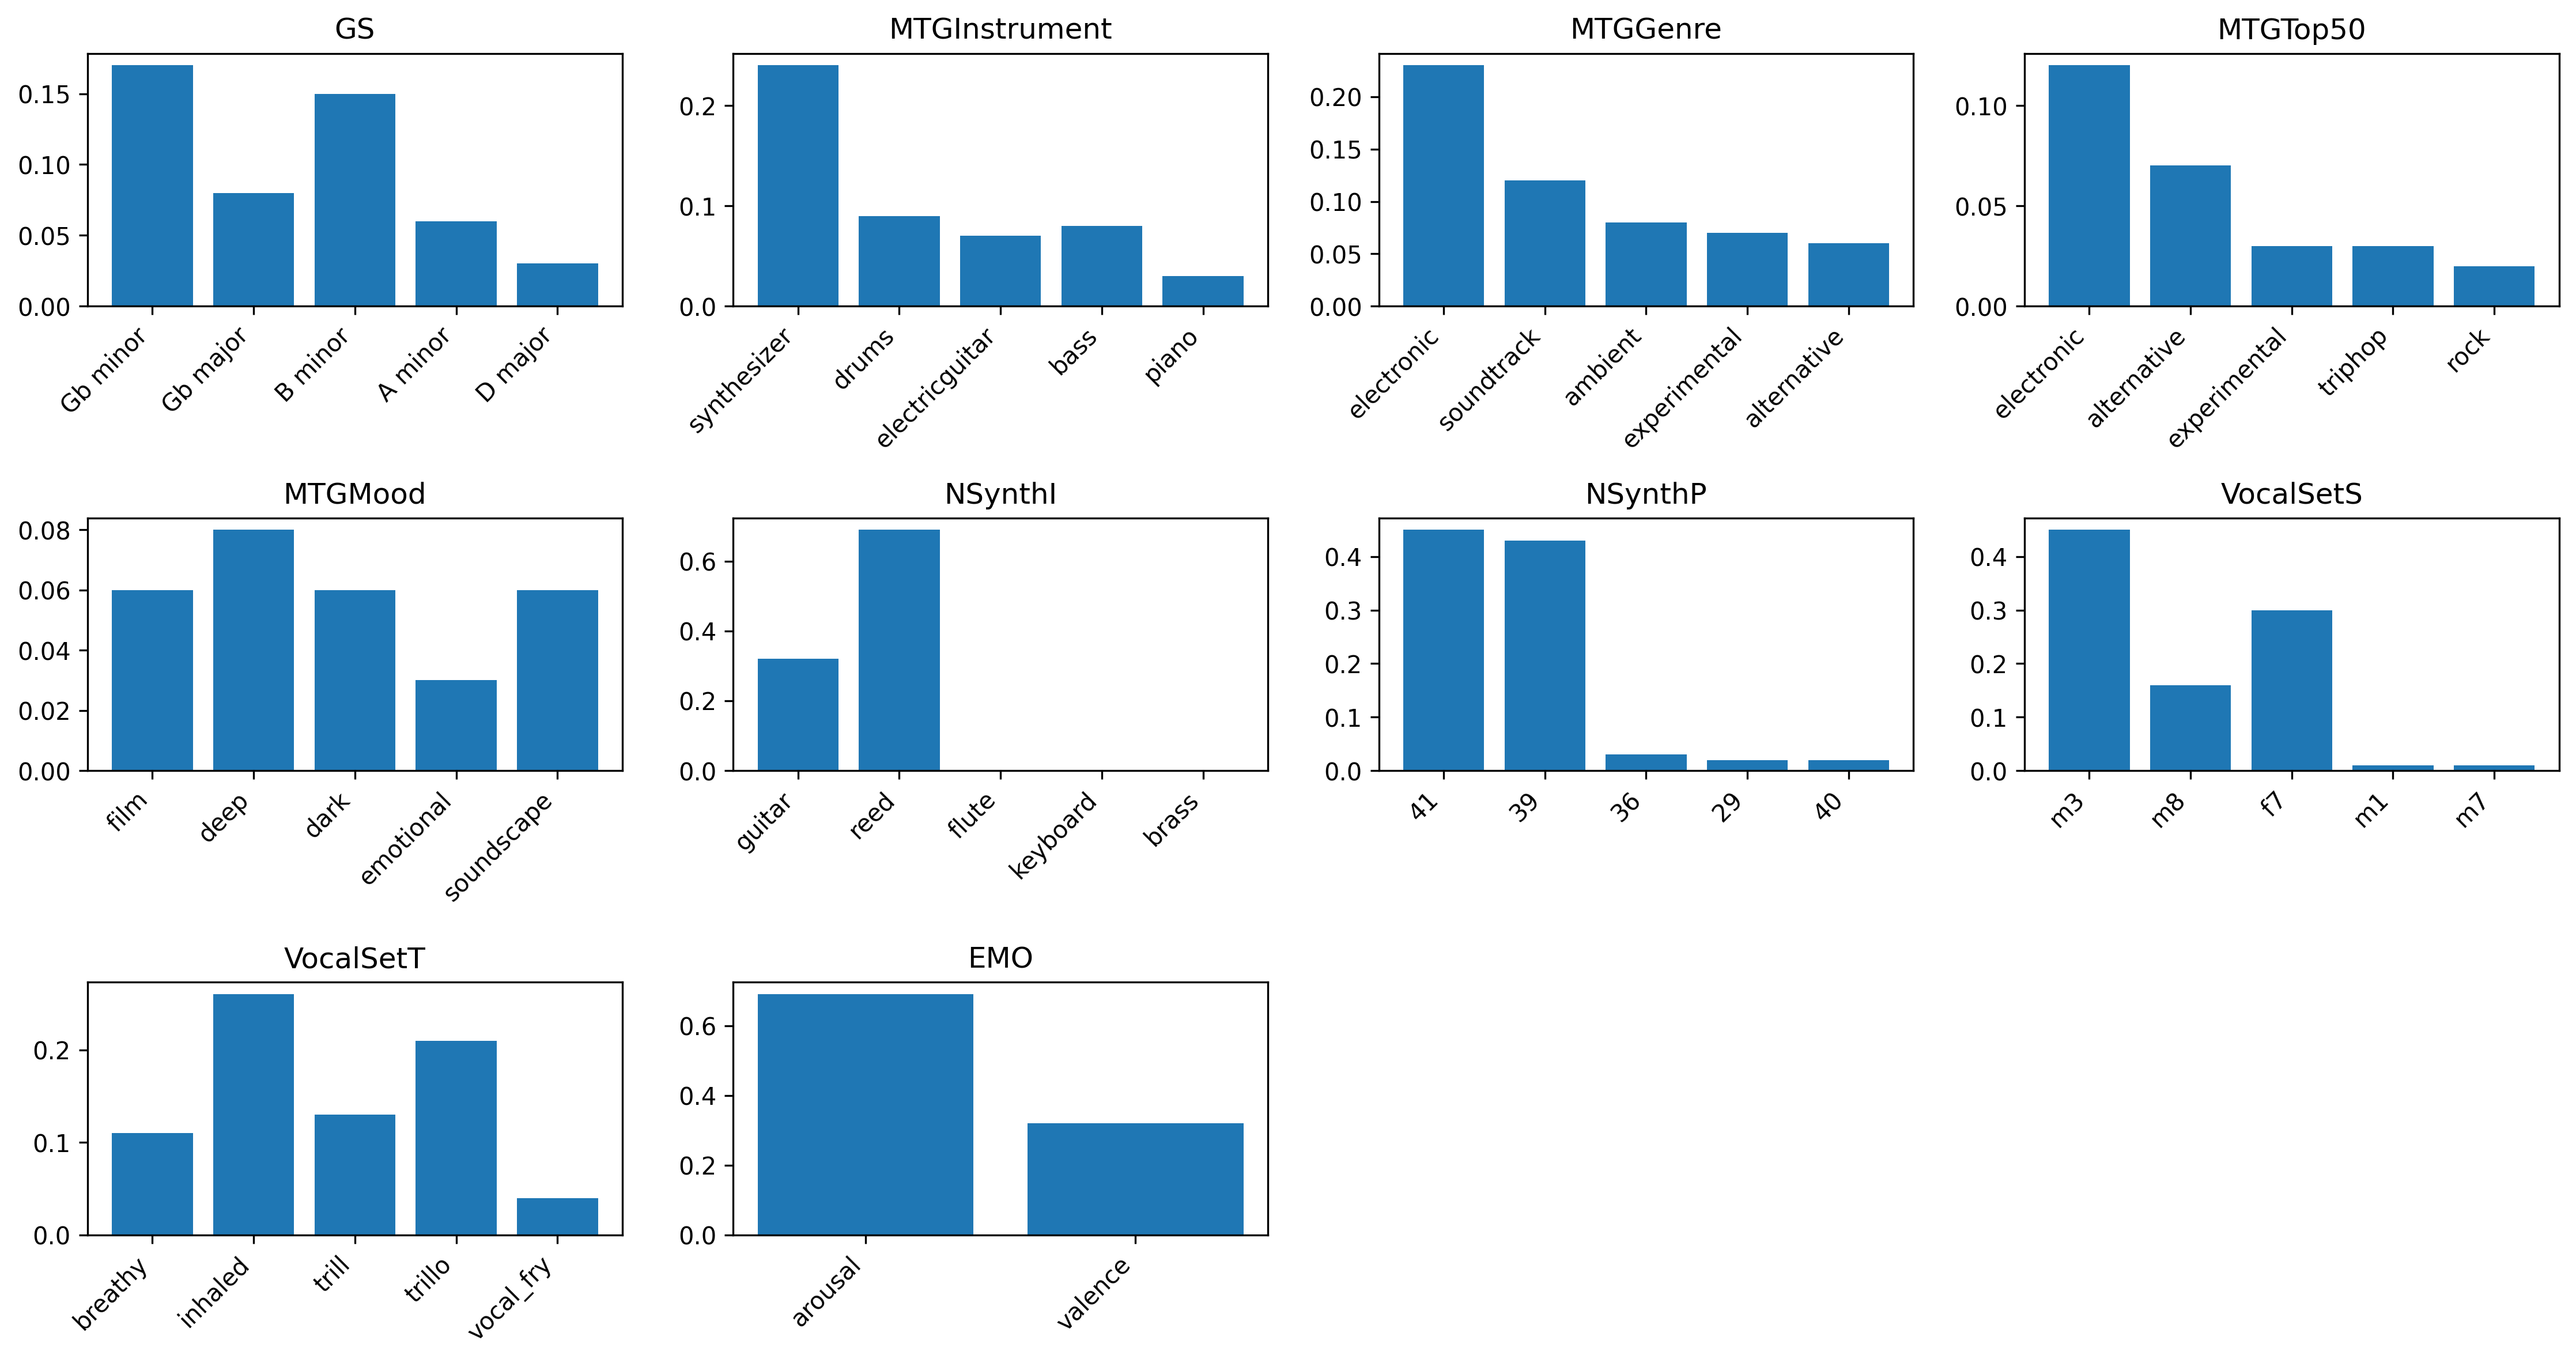 GS
0.15
0.10
0.05
0.00
Gb minor
Gb major
B minor
A minor
D major
MTGInstrument
0.2
0.1
0.0
synthesizer
drums
electricguitar
bass
piano
MTGGenre
0.20
0.15
0.10
0.05
0.00
electronic
soundtrack
ambient
experimental
alternative
MTGTop50
0.10
0.05
0.00
electronic
alternative
experimental
triphop
rock
MTGMood
0.08
0.06
0.04
0.02
0.00
film
deep
dark
emotional
soundscape
NSynthI
0.6
0.4
0.2
0.0
guitar
reed
flute
keyboard
brass
NSynthP
0.4
0.3
0.2
0.1
0.0
41
39
36
29
40
VocalSetS
0.4
0.3
0.2
0.1
0.0
m3
m8
f7
m1
m7
VocalSetT
0.2
0.1
0.0
breathy
inhaled
trill
trillo
vocal_fry
EMO
0.6
0.4
0.2
0.0
arousal
valence